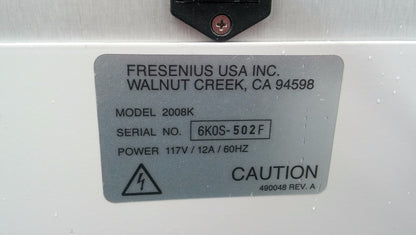 FRESENIUS USA INC.
WALNUT CREEK, CA 94598
MODEL 2008K
SERIAL NO. 6K0S-502F
POWER 117V / 12A / 60HZ
CAUTION
490048 REV. A